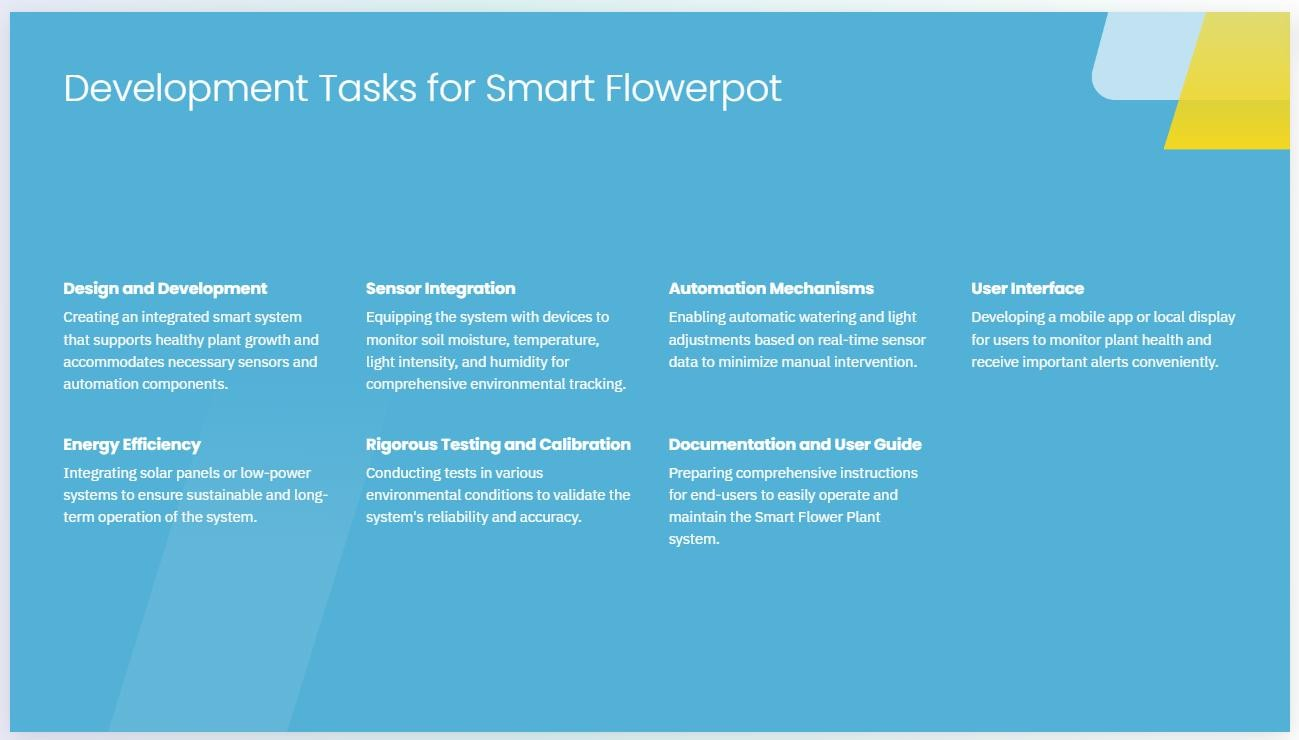 Development Tasks for Smart Flowerpot
Design and Development
Creating an integrated smart system
that supports healthy plant growth and
accommodates necessary sensors and
automation components.
Sensor Integration
Equipping the system with devices to
monitor soil moisture, temperature,
light intensity, and humidity for
comprehensive environmental tracking.
Automation Mechanisms
Enabling automatic watering and light
adjustments based on real-time sensor
data to minimize manual intervention.
User Interface
Developing a mobile app or local display
for users to monitor plant health and
receive important alerts conveniently.
Energy Efficiency
Integrating solar panels or low-power
systems to ensure sustainable and long-
term operation of the system.
Rigorous Testing and Calibration
Conducting tests in various
environmental conditions to validate the
system's reliability and accuracy.
Documentation and User Guide
Preparing comprehensive instructions
for end-users to easily operate and
maintain the Smart Flower Plant
system.